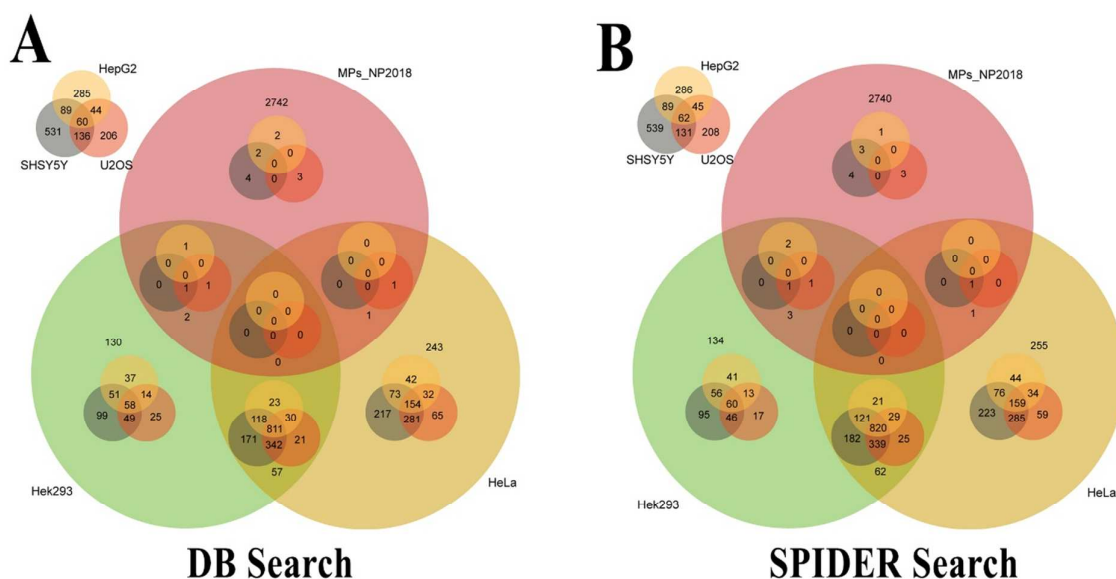 A
HepG2
285
89 44
60
531 136 206
SHSY5Y U2OS
MPs_NP2018
2742
2
2 0
0
4 0 3
1
0 0
0
0 1 1
2
0
0 0
0
0 0 1
1
0
0 0
0
0 0 0
0
130
37
51 14
58
99 49 25
243
42
73 32
154
217 281 65
23
118 30
811
171 342 21
57
Hek293
HeLa
DB Search
B
HepG2
286
89 45
62
539 131 208
SHSY5Y U2OS
MPs_NP2018
2740
1
3 0
0
4 0 3
2
0 0
0
0 1 1
3
0
0 0
0
0 1 0
1
0
0 0
0
0 0 0
0
134
41
56 13
60
95 46 17
255
44
76 34
159
223 285 59
21
121 29
820
182 339 25
62
Hek293
HeLa
SPIDER Search